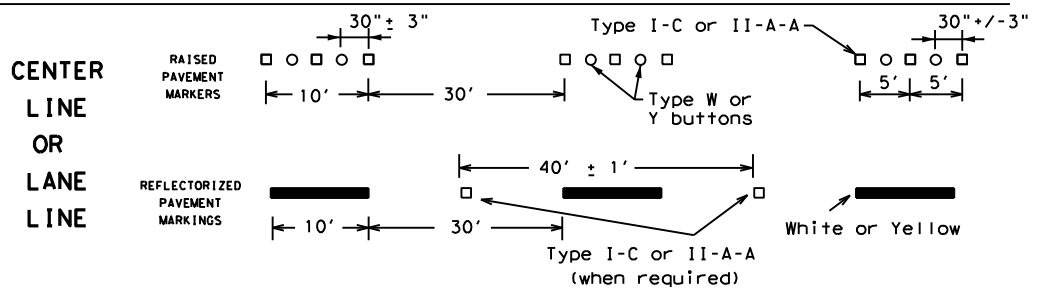 CENTER
LINE
OR
LANE
LINE
RAISED
PAVEMENT
MARKERS
30" ± 3"
10'
30'
Type I-C or II-A-A
Type W or
Y buttons
30"+/-3"
5'
5'
REFLECTORIZED
PAVEMENT
MARKINGS
10'
30'
40' ± 1'
Type I-C or II-A-A
(when required)
White or Yellow